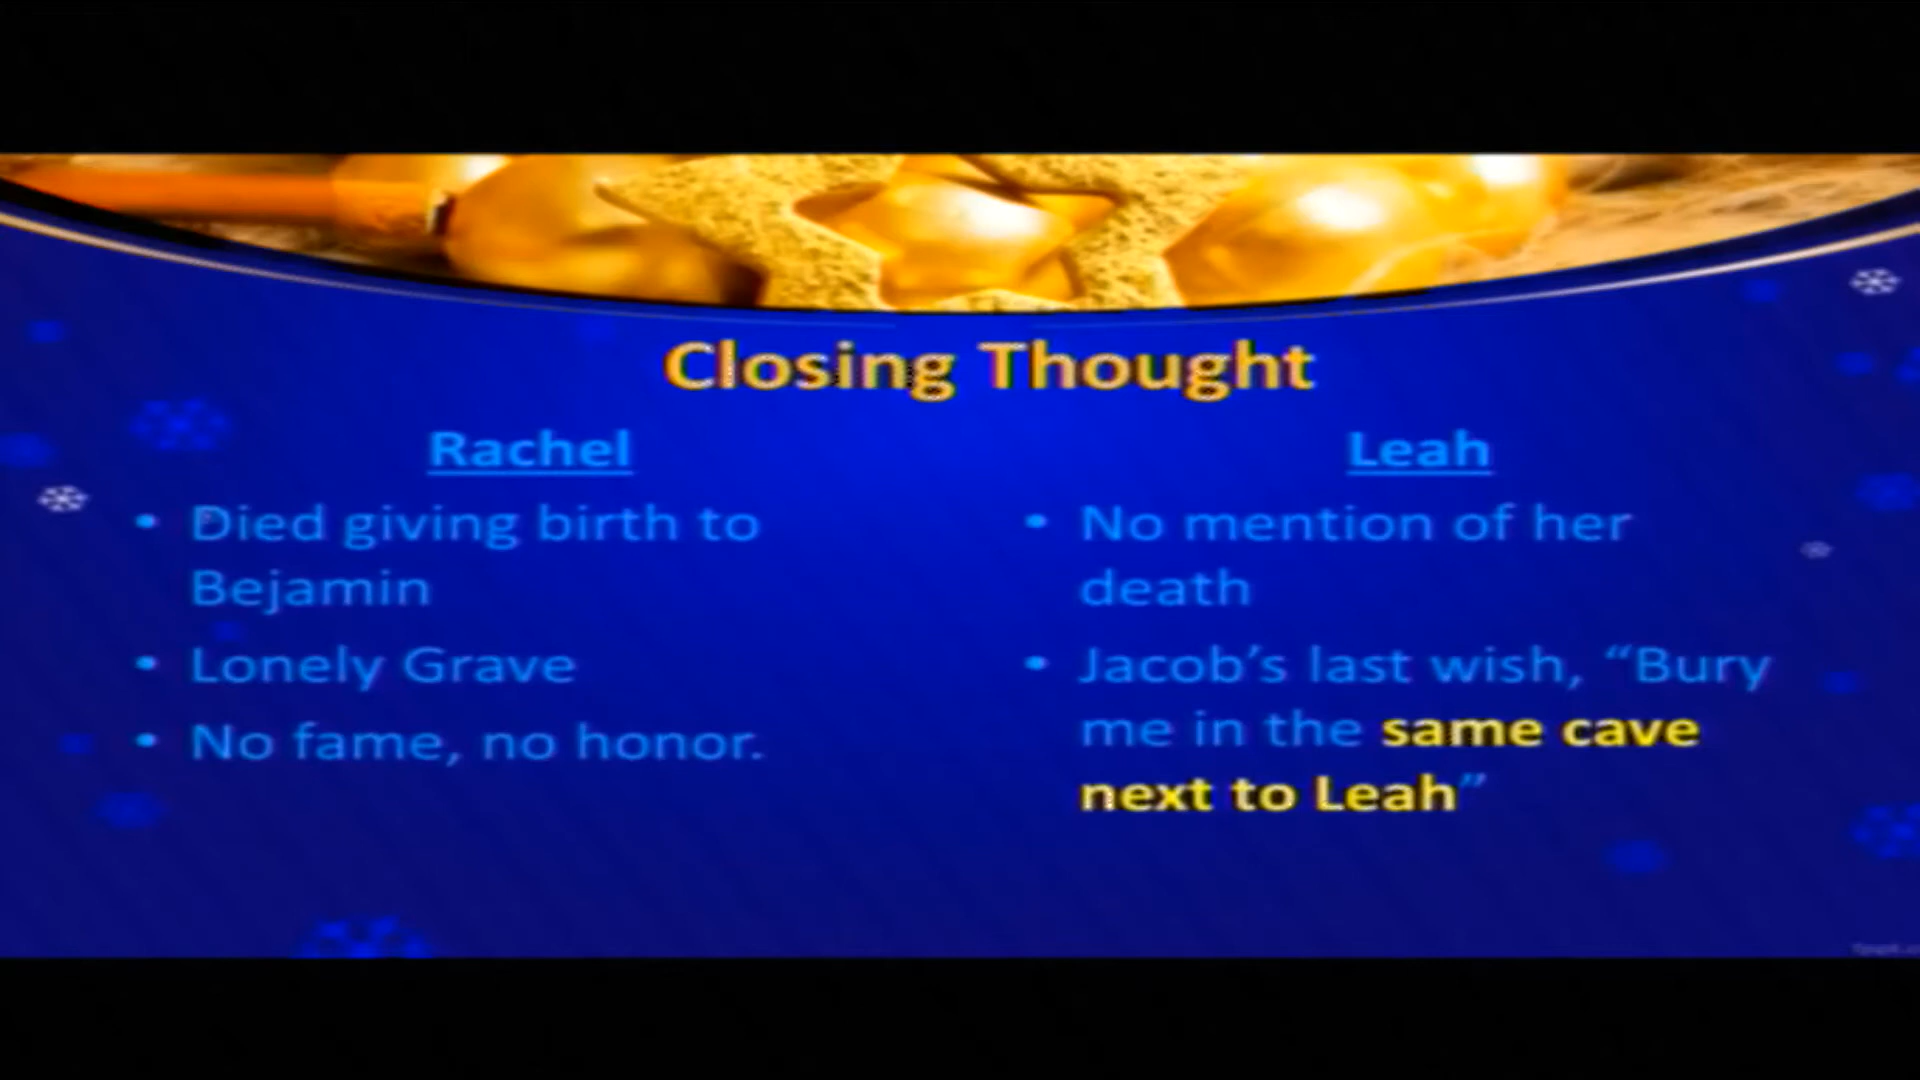 Closing Thought
Rachel
• Died giving birth to
Bejamin
• Lonely Grave
• No fame, no honor.
Leah
• No mention of her
death
• Jacob’s last wish, “Bury
me in the same cave
next to Leah”